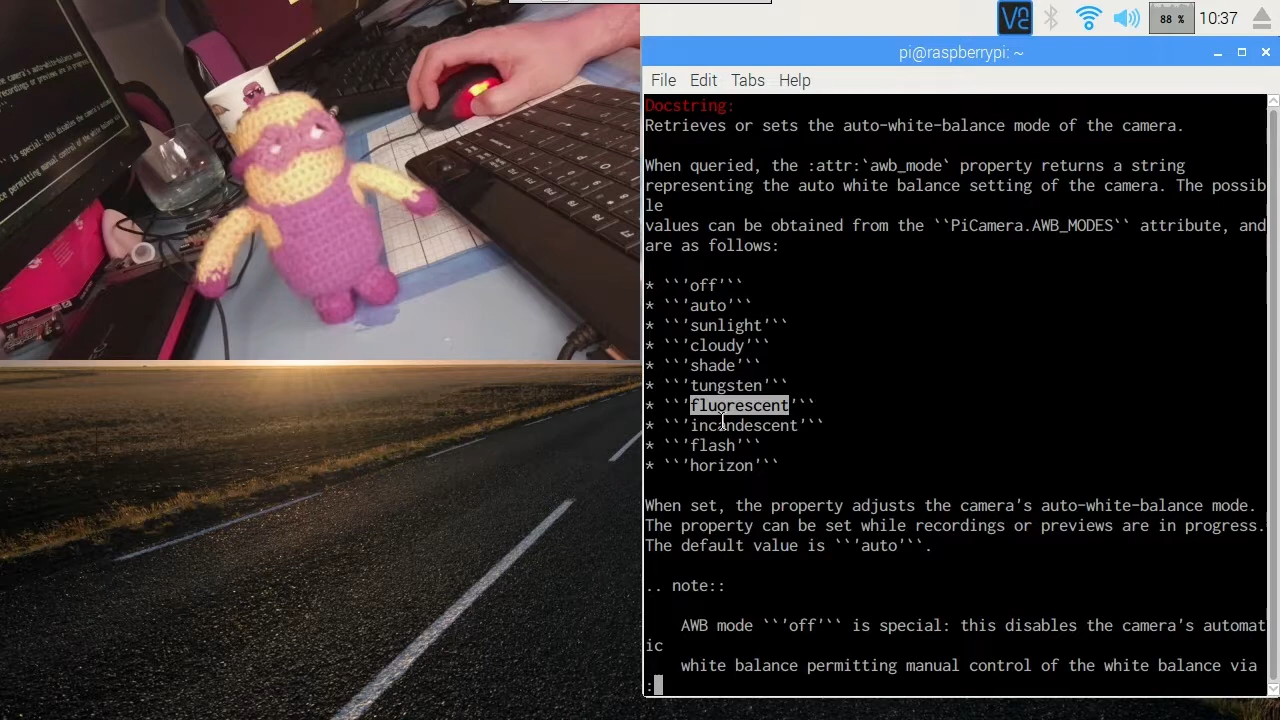 V2
88 %
10:37
pi@raspberrypi: ~
File Edit Tabs Help
Docstring:
Retrieves or sets the auto-white-balance mode of the camera.
When queried, the :attr:`awb_mode` property returns a string
representing the auto white balance setting of the camera. The possib
le
values can be obtained from the ``PiCamera.AWB_MODES`` attribute, and
are as follows:
* ``'off'``
* ``'auto'``
* ``'sunlight'``
* ``'cloudy'``
* ``'shade'``
* ``'tungsten'``
* ``'fluorescent'``
* ``'incandescent'``
* ``'flash'``
* ``'horizon'``
When set, the property adjusts the camera's auto-white-balance mode.
The property can be set while recordings or previews are in progress.
The default value is ``'auto'``.
.. note::
AWB mode ``'off'`` is special: this disables the camera's automat
ic
white balance permitting manual control of the white balance via
: